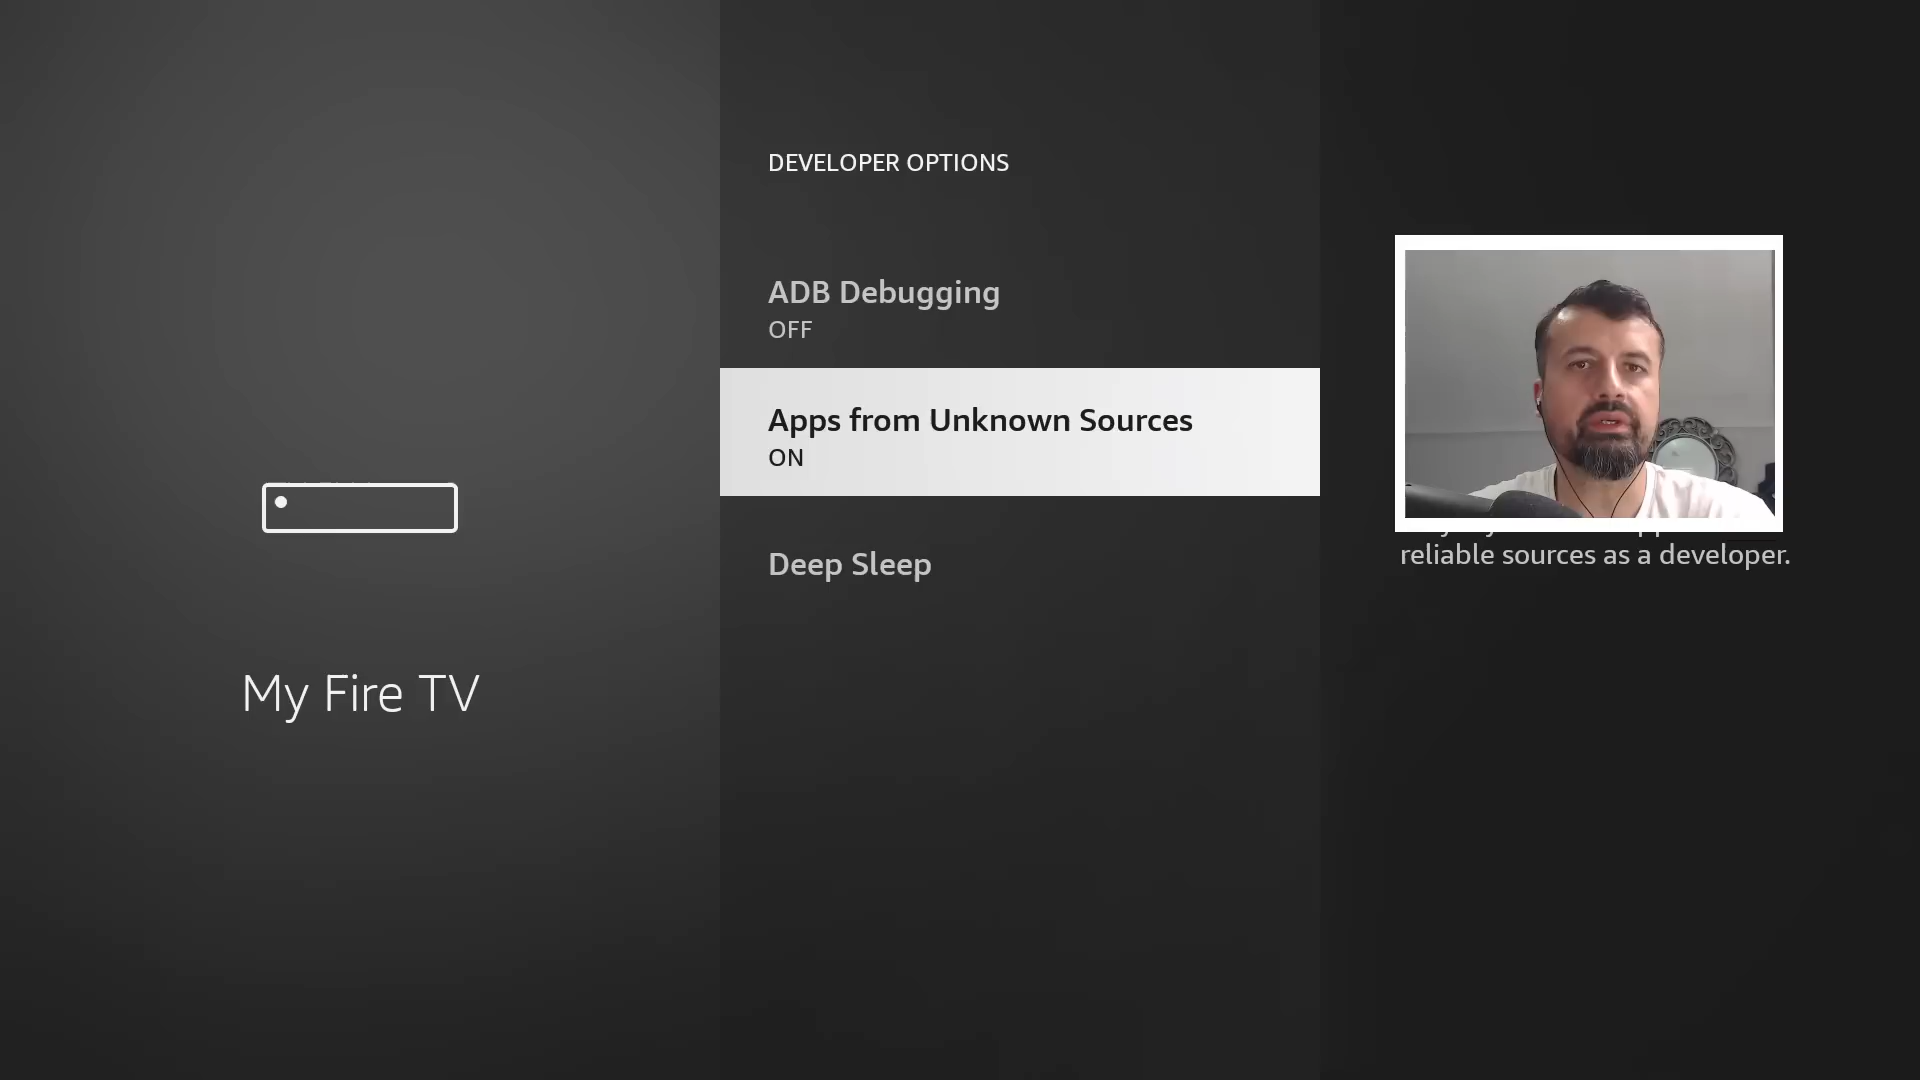 DEVELOPER OPTIONS
ADB Debugging
OFF
Apps from Unknown Sources
ON
Deep Sleep
My Fire TV
reliable sources as a developer.